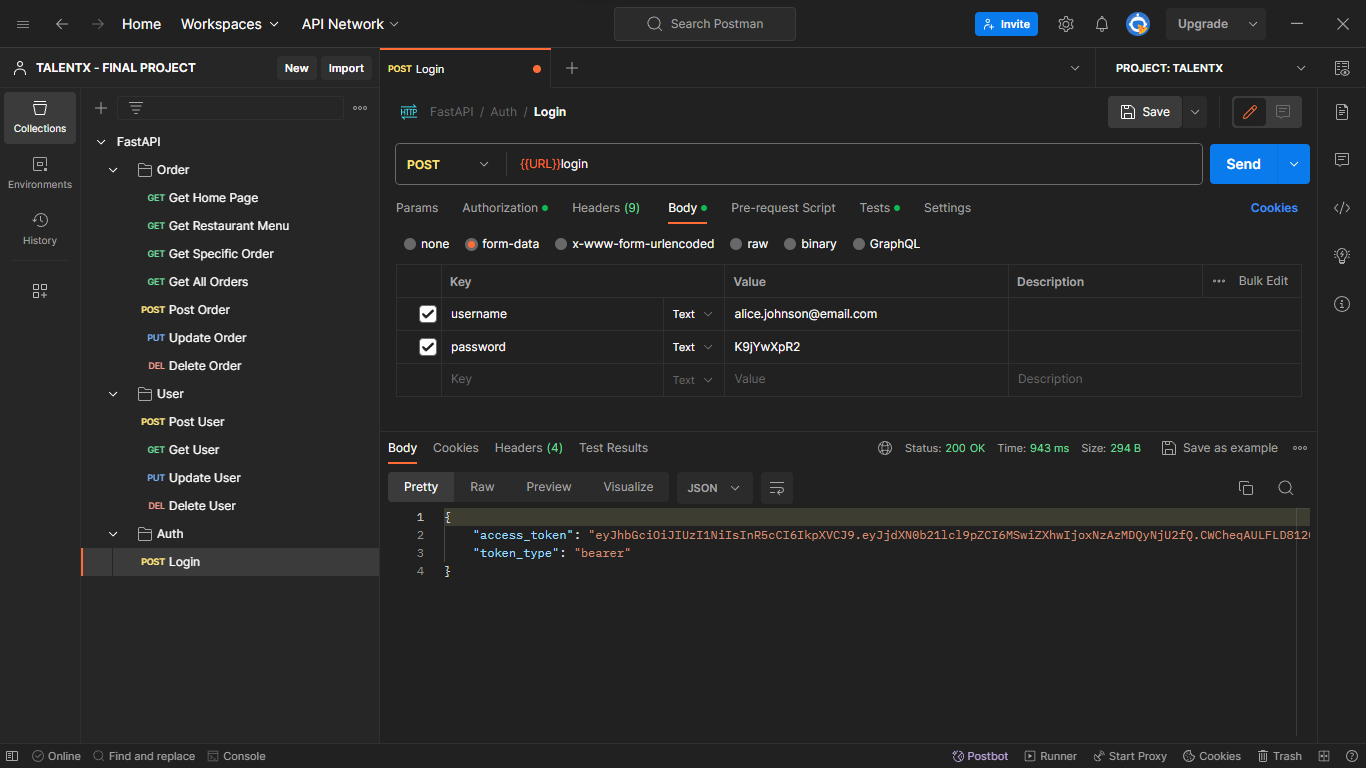 Home Workspaces API Network Search Postman Invite Upgrade
TALENTX - FINAL PROJECT New Import POST Login PROJECT: TALENTX
Collections
Environments
History
FastAPI
Order
GET Get Home Page
GET Get Restaurant Menu
GET Get Specific Order
GET Get All Orders
POST Post Order
PUT Update Order
DEL Delete Order
User
POST Post User
GET Get User
PUT Update User
DEL Delete User
Auth
POST Login
HTTP FastAPI / Auth / Login Save
POST {{URL}}login Send
Params Authorization Headers (9) Body Pre-request Script Tests Settings Cookies
none form-data x-www-form-urlencoded raw binary GraphQL
Key Value Description Bulk Edit
username Text alice.johnson@email.com
password Text K9jYwXpR2
Key Text Value Description
Body Cookies Headers (4) Test Results Status: 200 OK Time: 943 ms Size: 294 B Save as example
Pretty Raw Preview Visualize JSON
1 {
2 "access_token": "eyJhbGciOiJIUzI1NiIsInR5cCI6IkpXVCJ9.eyJjdXN0b21lcl9pZCI6MSwiZXhwIjoxNzAzMDQyNjU2fQ.CWCheqAULFLD812
3 "token_type": "bearer"
4 }
Online Find and replace Console Postbot Runner Start Proxy Cookies Trash